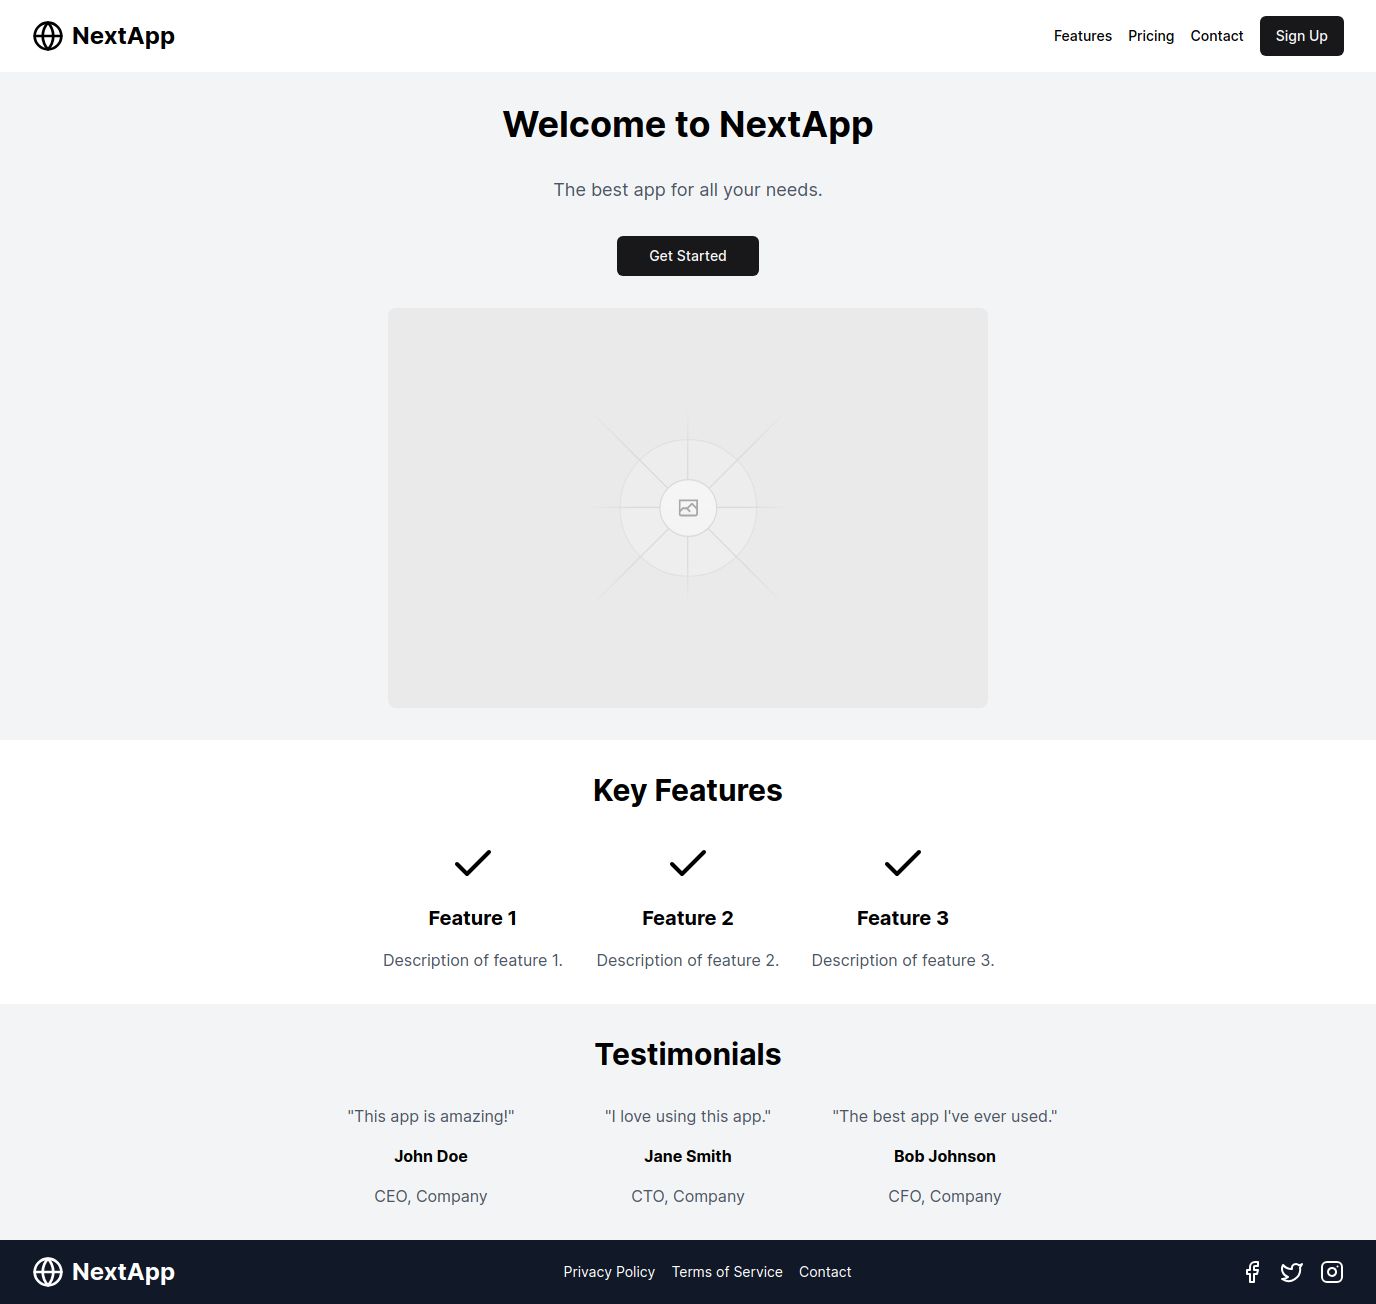 NextApp
Features Pricing Contact Sign Up
Welcome to NextApp
The best app for all your needs.
Get Started
Key Features
Feature 1 Feature 2 Feature 3
Description of feature 1. Description of feature 2. Description of feature 3.
Testimonials
"This app is amazing!" "I love using this app." "The best app I've ever used."
John Doe Jane Smith Bob Johnson
CEO, Company CTO, Company CFO, Company
NextApp Privacy Policy Terms of Service Contact